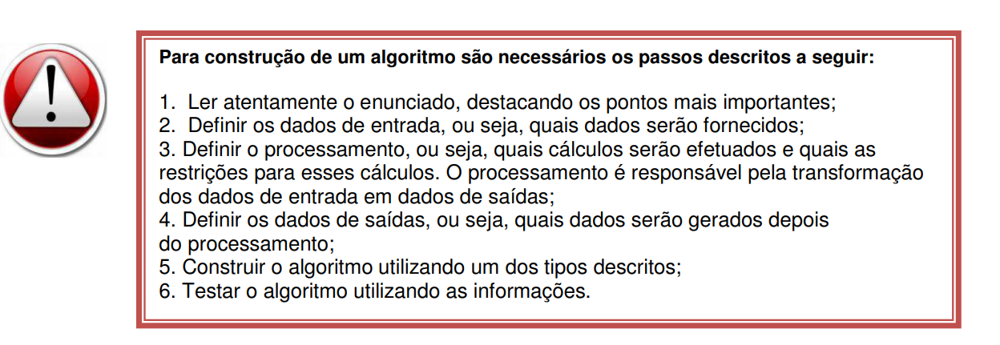 Para construção de um algoritmo são necessários os passos descritos a seguir:
1. Ler atentamente o enunciado, destacando os pontos mais importantes;
2. Definir os dados de entrada, ou seja, quais dados serão fornecidos;
3. Definir o processamento, ou seja, quais cálculos serão efetuados e quais as
restrições para esses cálculos. O processamento é responsável pela transformação
dos dados de entrada em dados de saídas;
4. Definir os dados de saídas, ou seja, quais dados serão gerados depois
do processamento;
5. Construir o algoritmo utilizando um dos tipos descritos;
6. Testar o algoritmo utilizando as informações.